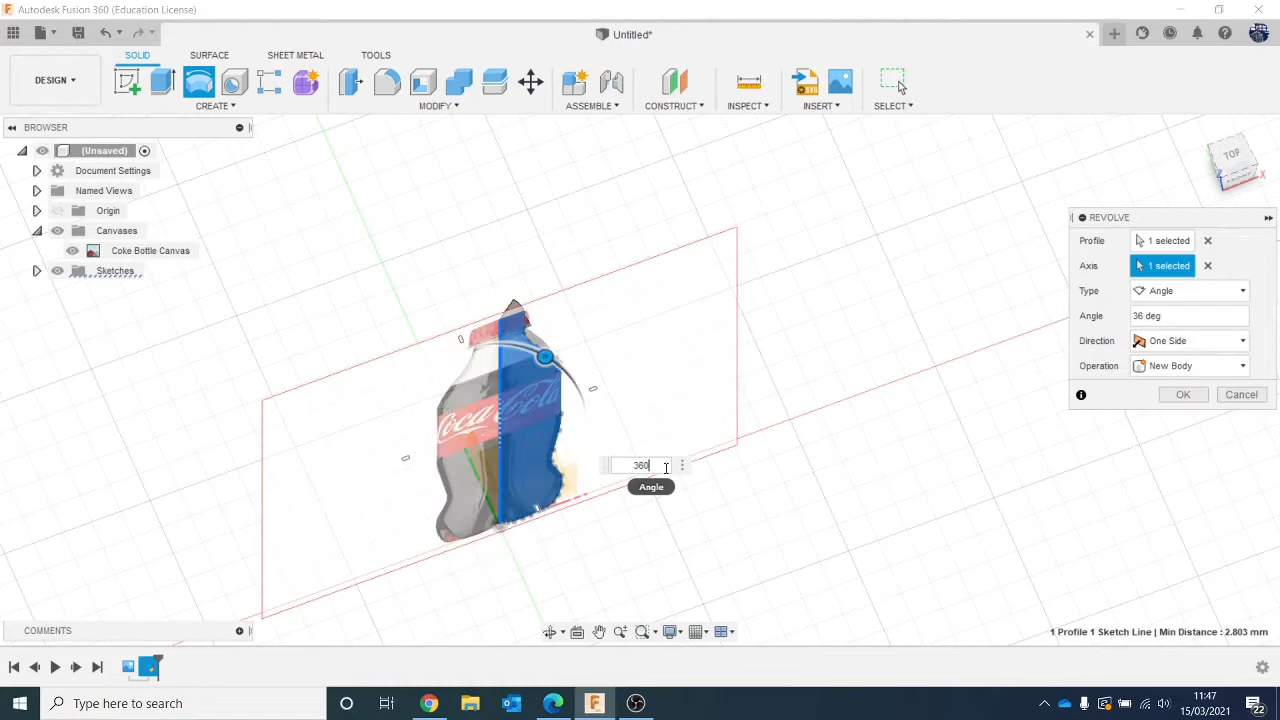 Autodesk Fusion 360 (Education License)
Untitled*
SOLID SURFACE SHEET METAL TOOLS
DESIGN
CREATE MODIFY ASSEMBLE CONSTRUCT INSPECT INSERT SELECT
BROWSER
(Unsaved)
Document Settings
Named Views
Origin
Canvases
Coke Bottle Canvas
Sketches
TOP
Z X
REVOLVE
Profile 1 selected
Axis 1 selected
Type Angle
Angle 36 deg
Direction One Side
Operation New Body
OK Cancel
Coca Cola
360
Angle
COMMENTS
1 Profile 1 Sketch Line | Min Distance : 2.803 mm
Type here to search
11:47
15/03/2021
22